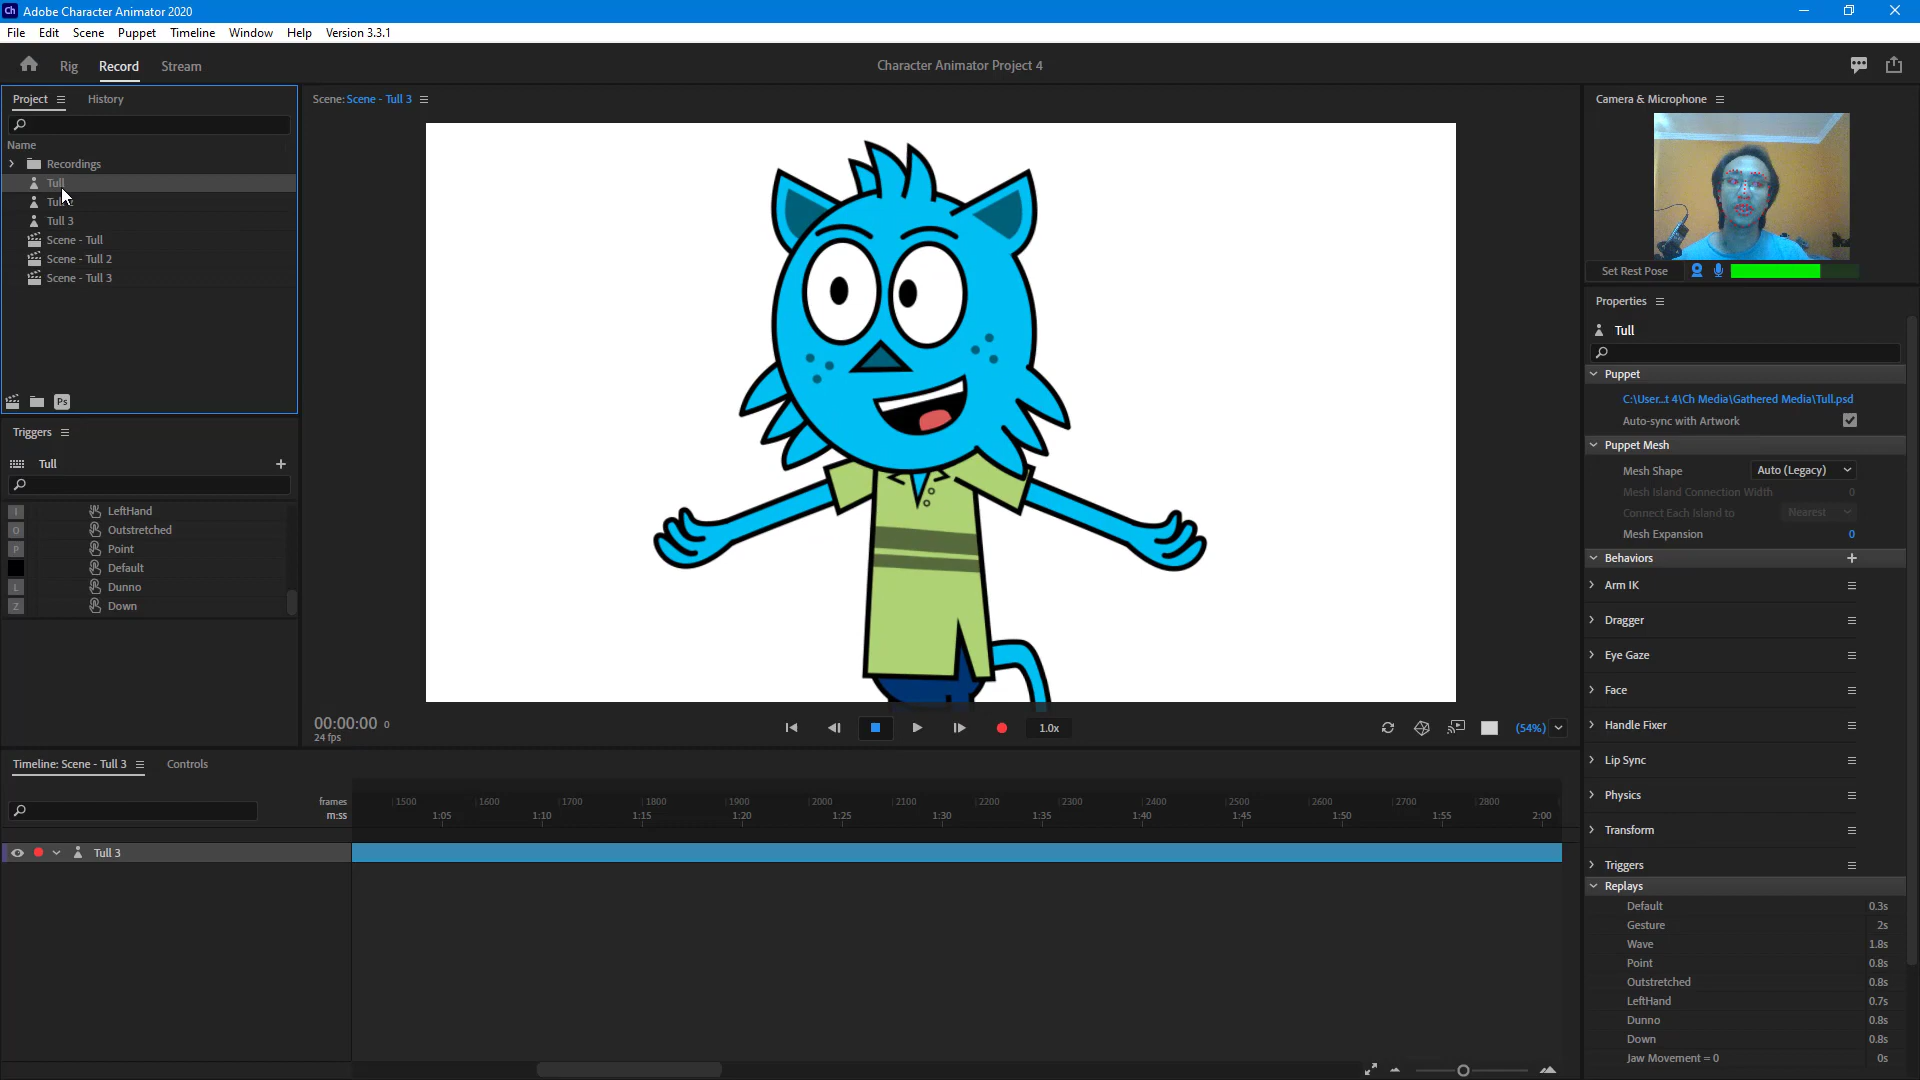 Ch Adobe Character Animator 2020
File Edit Scene Puppet Timeline Window Help Version 3.3.1
Rig Record Stream
Character Animator Project 4
Project History
Name
Recordings
Tull
Tull 3
Scene - Tull
Scene - Tull 2
Scene - Tull 3
Ps
Triggers
Tull
I LeftHand
O Outstretched
P Point
Default
L Dunno
Z Down
Scene: Scene - Tull 3
00:00:00 0
24 fps
1.0x
(54%)
Camera & Microphone
Set Rest Pose
Properties
Tull
Puppet
C:\User...t 4\Ch Media\Gathered Media\Tull.psd
Auto-sync with Artwork
Puppet Mesh
Mesh Shape Auto (Legacy)
Mesh Island Connection Width 0
Connect Each Island to Nearest
Mesh Expansion 0
Behaviors
Arm IK
Dragger
Eye Gaze
Face
Handle Fixer
Lip Sync
Physics
Transform
Triggers
Replays
Default 0.3s
Gesture 2s
Wave 1.8s
Point 0.8s
Outstretched 0.8s
LeftHand 0.7s
Dunno 0.8s
Down 0.8s
Jaw Movement = 0 0s
Timeline: Scene - Tull 3 Controls
frames 1500 1600 1700 1800 1900 2000 2100 2200 2300 2400 2500 2600 2700 2800
m:ss 1:05 1:10 1:15 1:20 1:25 1:30 1:35 1:40 1:45 1:50 1:55 2:00
Tull 3